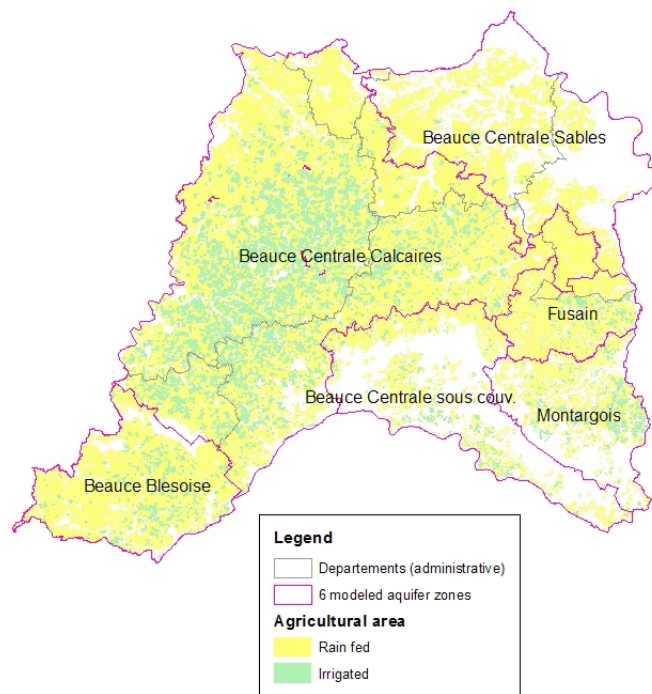 Beauce Centrale Sables
Beauce Centrale Calcaires
Fusain
Beauce Centrale sous couv.
Montargois
Beauce Blesoise
Legend
Departements (administrative)
6 modeled aquifer zones
Agricultural area
Rain fed
Irrigated